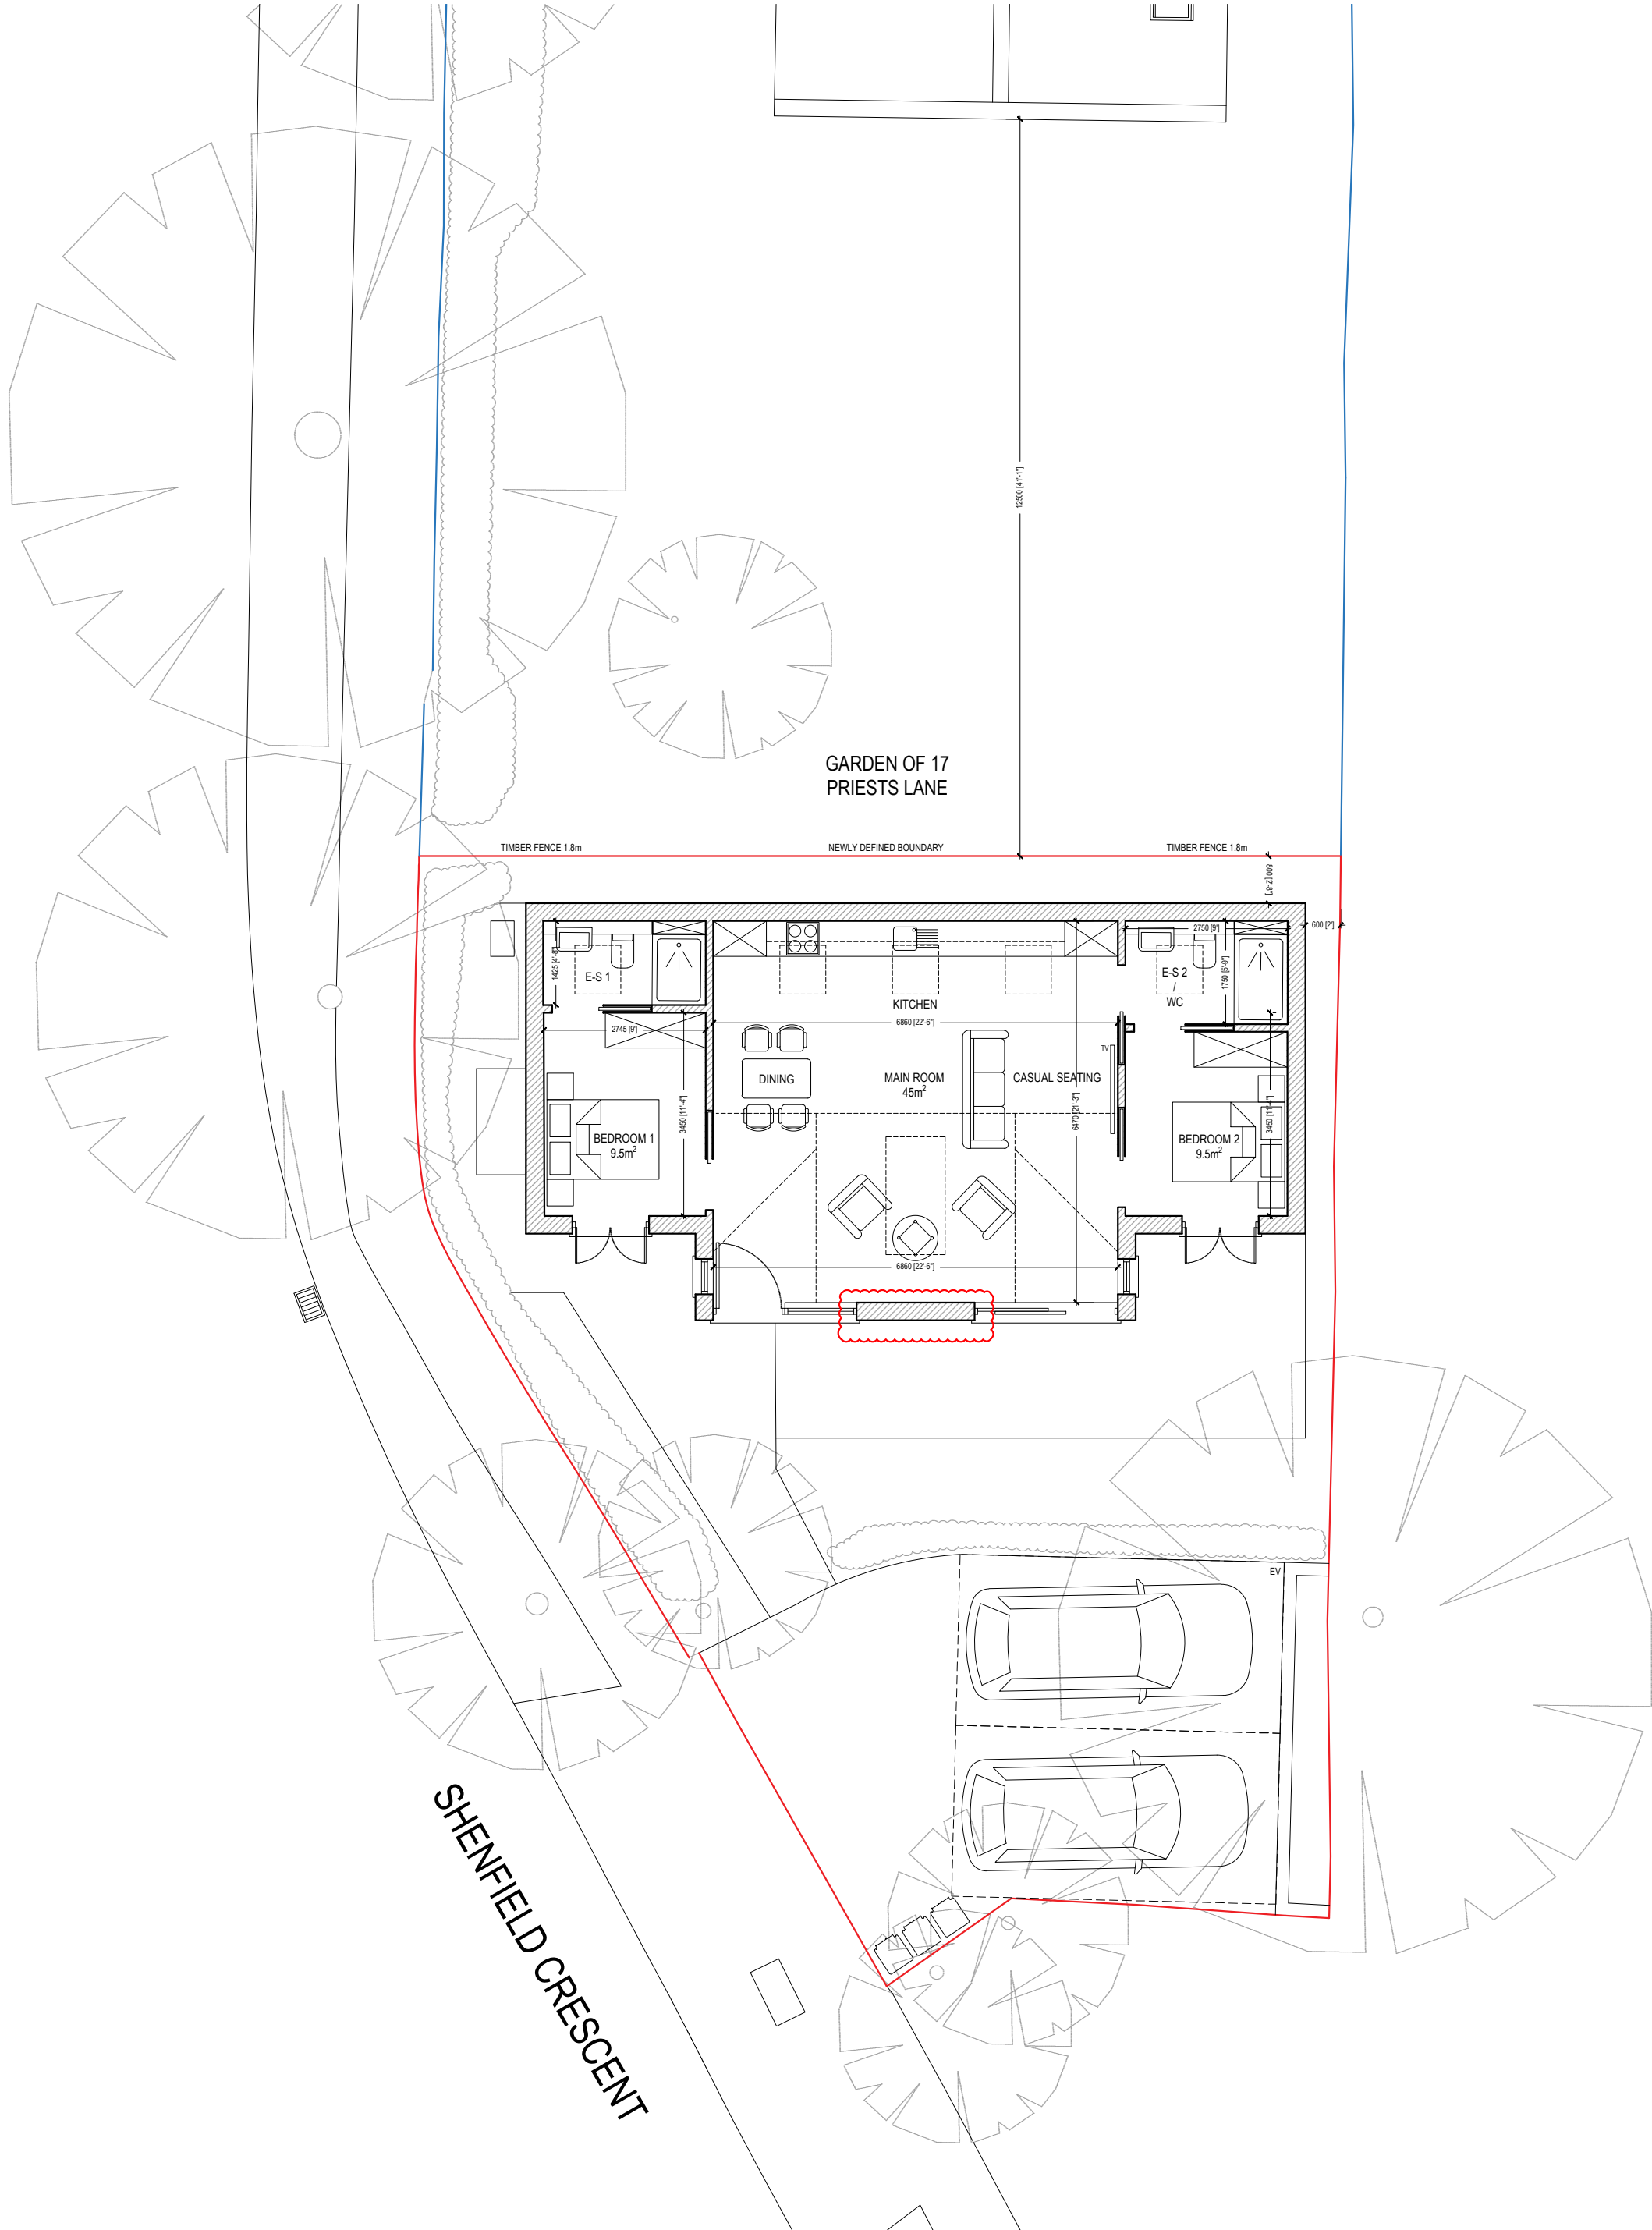 12500 [41'-1"]
GARDEN OF 17
PRIESTS LANE
TIMBER FENCE 1.8m
NEWLY DEFINED BOUNDARY
TIMBER FENCE 1.8m
800 [2'-8"]
600 [2']
2750 [9']
1425 [4'-8"]
E-S 1
1750 [5'-9"]
E-S 2
/
WC
KITCHEN
6860 [22'-6"]
2745 [9']
TV
DINING
MAIN ROOM
45m²
CASUAL SEATING
3450 [11'-4"]
6470 [21'-3"]
3450 [11'-4"]
BEDROOM 1
9.5m²
BEDROOM 2
9.5m²
6860 [22'-6"]
EV
SHENFIELD CRESCENT